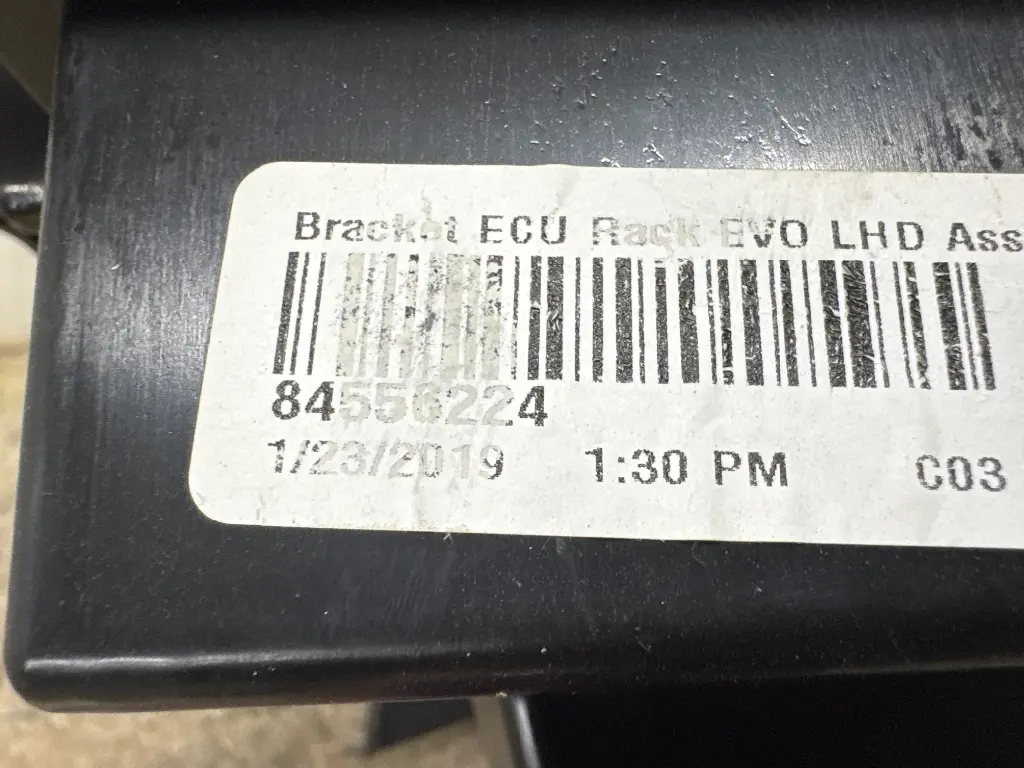 Bracket ECU Rack EVO LHD Ass
84556224
1/23/2019 1:30 PM C03